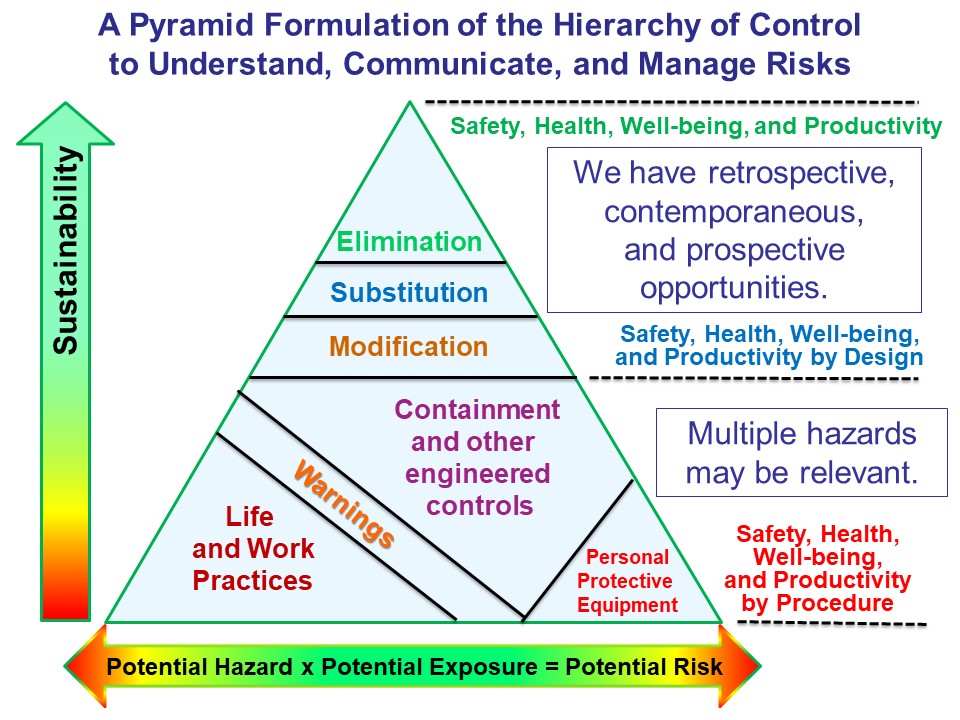 A Pyramid Formulation of the Hierarchy of Control
to Understand, Communicate, and Manage Risks
Safety, Health, Well-being, and Productivity
We have retrospective,
contemporaneous,
and prospective
opportunities.
Sustainability
Elimination
Substitution
Modification
Safety, Health, Well-being,
and Productivity by Design
Containment
and other
engineered
controls
Multiple hazards
may be relevant.
Warnings
Life
and Work
Practices
Personal
Protective
Equipment
Safety, Health,
Well-being,
and Productivity
by Procedure
Potential Hazard x Potential Exposure = Potential Risk